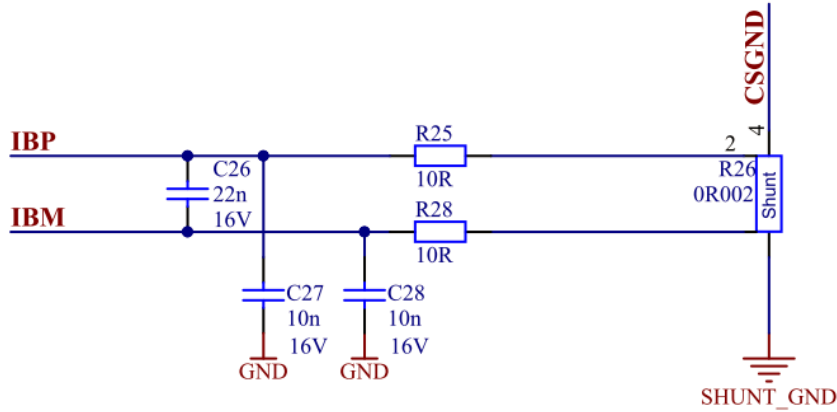 CSGND
IBP
R25
2
4
C26
10R
R26
22n
0R002
Shunt
IBM
16V
R28
10R
C27
C28
10n
10n
16V
16V
GND
GND
SHUNT_GND